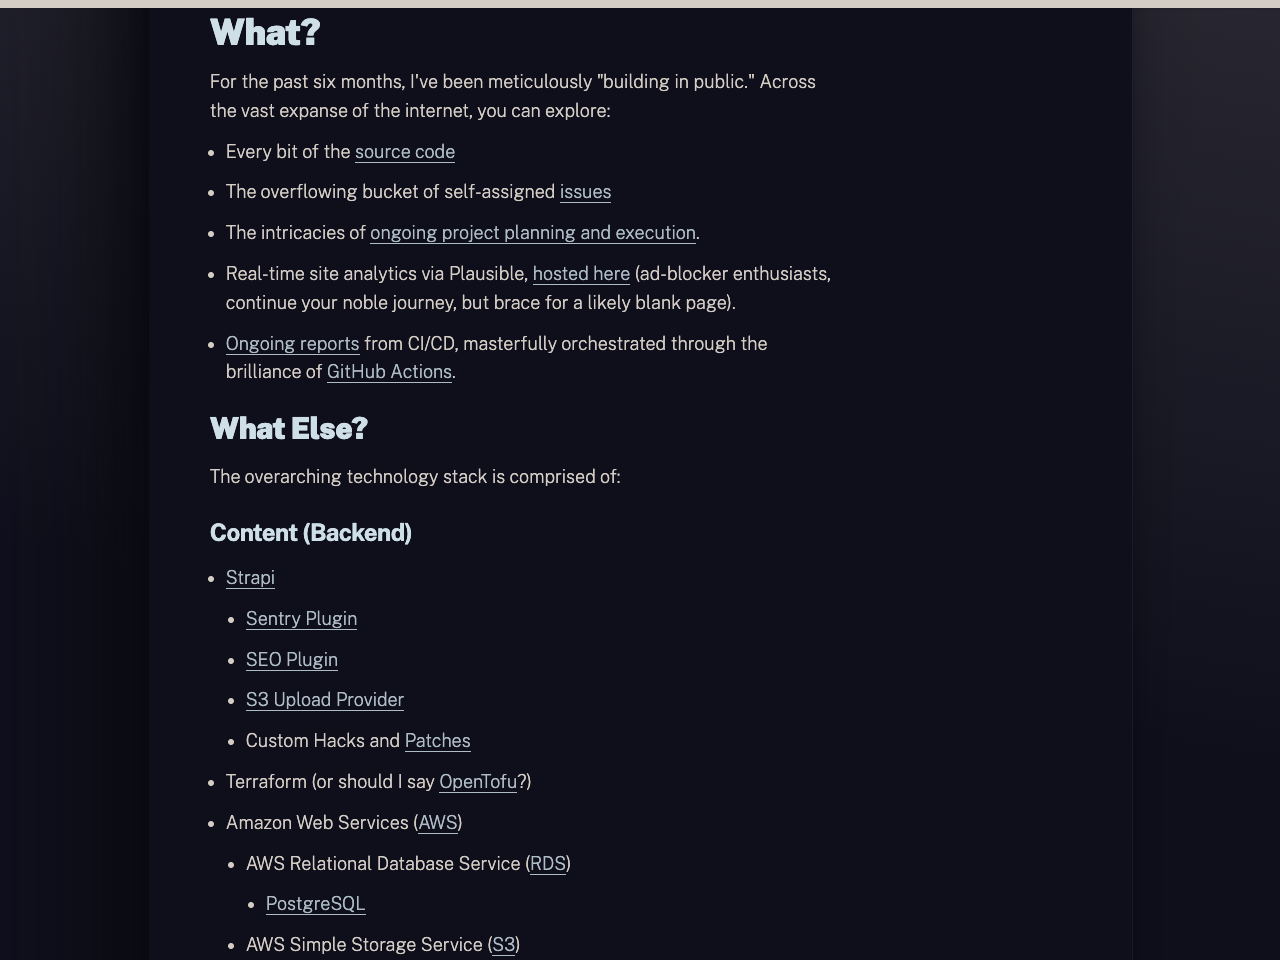 What?
For the past six months, I've been meticulously "building in public." Across
the vast expanse of the internet, you can explore:
Every bit of the source code
The overflowing bucket of self-assigned issues
The intricacies of ongoing project planning and execution.
Real-time site analytics via Plausible, hosted here (ad-blocker enthusiasts,
continue your noble journey, but brace for a likely blank page).
Ongoing reports from CI/CD, masterfully orchestrated through the
brilliance of GitHub Actions.
What Else?
The overarching technology stack is comprised of:
Content (Backend)
Strapi
Sentry Plugin
SEO Plugin
S3 Upload Provider
Custom Hacks and Patches
Terraform (or should I say OpenTofu?)
Amazon Web Services (AWS)
AWS Relational Database Service (RDS)
PostgreSQL
AWS Simple Storage Service (S3)